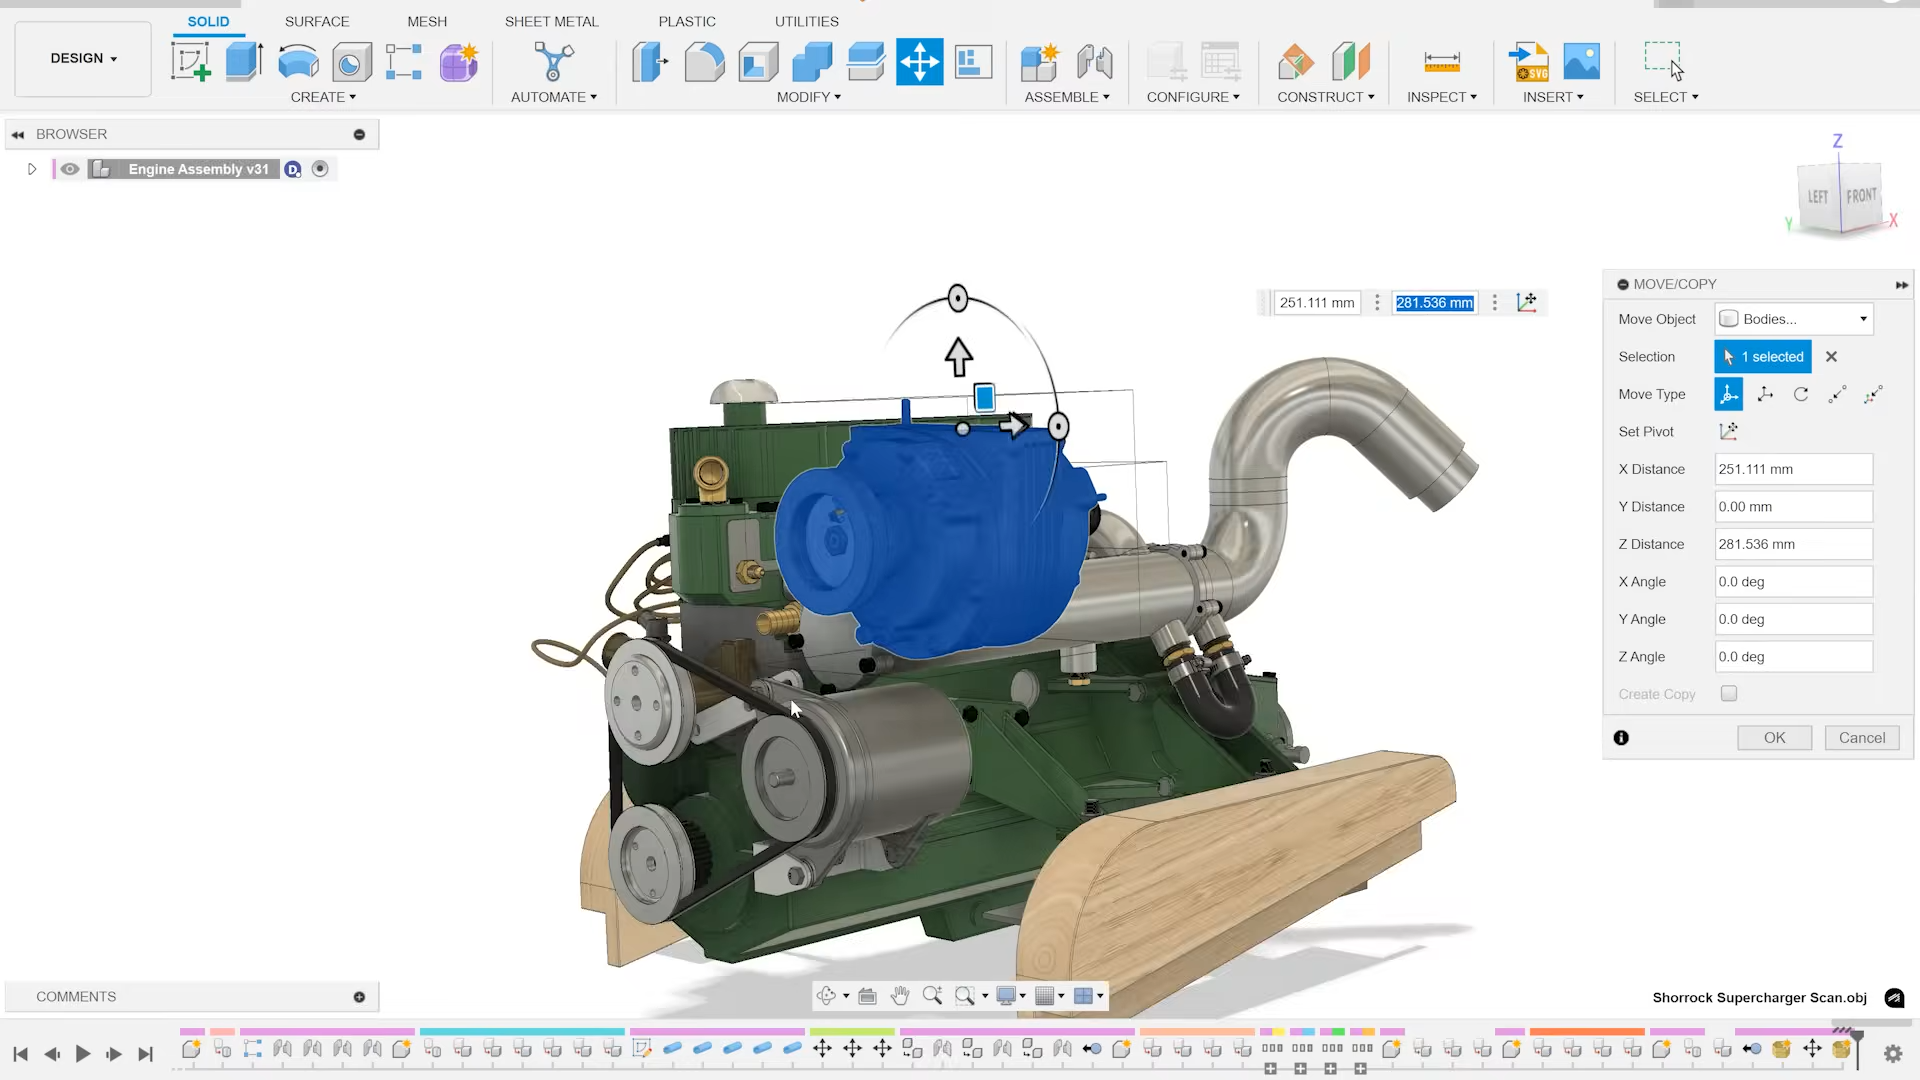 SOLID SURFACE MESH SHEET METAL PLASTIC UTILITIES
DESIGN
CREATE AUTOMATE MODIFY ASSEMBLE CONFIGURE CONSTRUCT INSPECT INSERT SELECT
SVG
BROWSER
Engine Assembly v31
D
Z
LEFT FRONT
Y X
251.111 mm 281.536 mm
MOVE/COPY
Move Object Bodies...
Selection 1 selected
Move Type
Set Pivot
X Distance 251.111 mm
Y Distance 0.00 mm
Z Distance 281.536 mm
X Angle 0.0 deg
Y Angle 0.0 deg
Z Angle 0.0 deg
Create Copy
OK Cancel
COMMENTS
Shorrock Supercharger Scan.obj